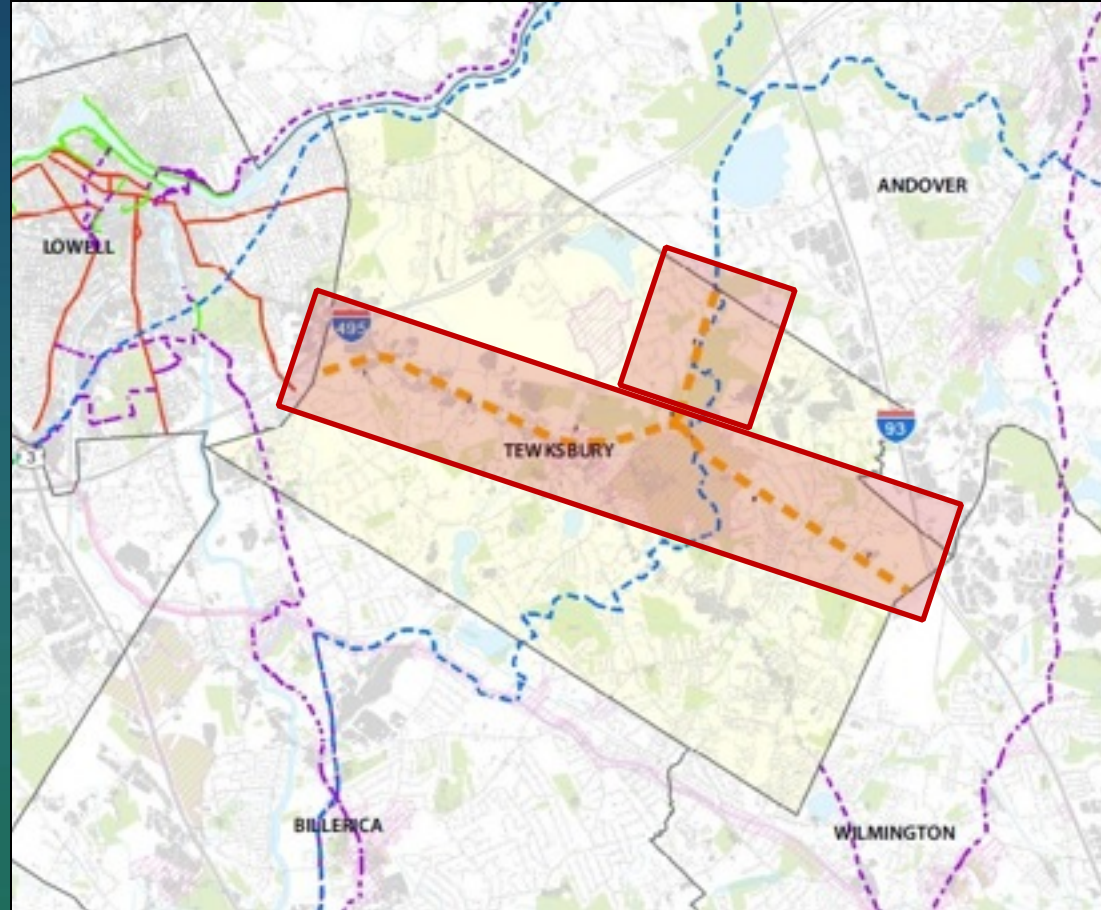 ANDOVER
LOWELL
495
93
TEWKSBURY
3
BILLERICA
WILMINGTON